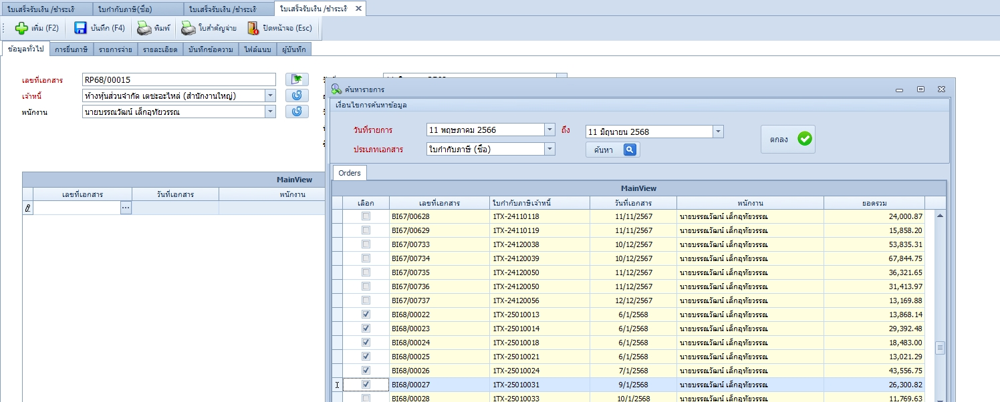 ใบเสร็จรับเงิน /ชำระเงิ ใบกำกับภาษี(ซื้อ) ใบเสร็จรับเงิน /ชำระเงิ ใบเสร็จรับเงิน /ชำระเงิ
เพิ่ม (F2) บันทึก (F4) พิมพ์ ใบสำคัญจ่าย ปิดหน้าจอ (Esc)
ข้อมูลทั่วไป การยื่นภาษี รายการจ่าย รายละเอียด บันทึกข้อความ ไฟล์แนบ ผู้บันทึก
เลขที่เอกสาร RP68/00015
เจ้าหนี้ ห้างหุ้นส่วนจำกัด เตชะอะไหล่ (สำนักงานใหญ่)
พนักงาน นายบรรณวัฒน์ เล็กอุทัยวรรณ
MainView
เลขที่เอกสาร วันที่เอกสาร พนักงาน
ค้นหารายการ
เงื่อนไขการค้นหาข้อมูล
วันที่รายการ 11 พฤษภาคม 2566 ถึง 11 มิถุนายน 2568 ตกลง
ประเภทเอกสาร ใบกำกับภาษี (ซื้อ) ค้นหา
Orders
MainView
เลือก เลขที่เอกสาร ใบกำกับภาษีเจ้าหนี้ วันที่เอกสาร พนักงาน ยอดรวม
BI67/00628 1TX-24110118 11/11/2567 นายบรรณวัฒน์ เล็กอุทัยวรรณ 24,000.87
BI67/00629 1TX-24110119 11/11/2567 นายบรรณวัฒน์ เล็กอุทัยวรรณ 15,858.20
BI67/00733 1TX-24120038 10/12/2567 นายบรรณวัฒน์ เล็กอุทัยวรรณ 53,835.31
BI67/00734 1TX-24120039 10/12/2567 นายบรรณวัฒน์ เล็กอุทัยวรรณ 67,844.75
BI67/00735 1TX-24120050 11/12/2567 นายบรรณวัฒน์ เล็กอุทัยวรรณ 36,321.65
BI67/00736 1TX-24120050 11/12/2567 นายบรรณวัฒน์ เล็กอุทัยวรรณ 31,413.97
BI67/00737 1TX-24120056 12/12/2567 นายบรรณวัฒน์ เล็กอุทัยวรรณ 13,169.88
BI68/00022 1TX-25010013 6/1/2568 นายบรรณวัฒน์ เล็กอุทัยวรรณ 13,868.14
BI68/00023 1TX-25010014 6/1/2568 นายบรรณวัฒน์ เล็กอุทัยวรรณ 29,392.48
BI68/00024 1TX-25010018 6/1/2568 นายบรรณวัฒน์ เล็กอุทัยวรรณ 18,483.00
BI68/00025 1TX-25010021 6/1/2568 นายบรรณวัฒน์ เล็กอุทัยวรรณ 13,021.29
BI68/00026 1TX-25010024 7/1/2568 นายบรรณวัฒน์ เล็กอุทัยวรรณ 43,556.75
BI68/00027 1TX-25010031 9/1/2568 นายบรรณวัฒน์ เล็กอุทัยวรรณ 26,300.82
BI68/00028 1TX-25010033 10/1/2568 นายบรรณวัฒน์ เล็กอุทัยวรรณ 11,769.63